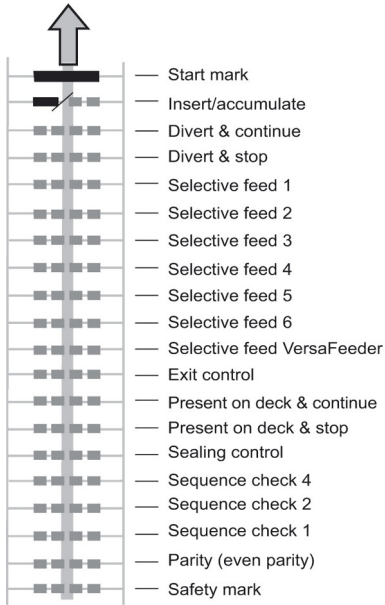 Start mark
Insert/accumulate
Divert & continue
Divert & stop
Selective feed 1
Selective feed 2
Selective feed 3
Selective feed 4
Selective feed 5
Selective feed 6
Selective feed VersaFeeder
Exit control
Present on deck & continue
Present on deck & stop
Sealing control
Sequence check 4
Sequence check 2
Sequence check 1
Parity (even parity)
Safety mark